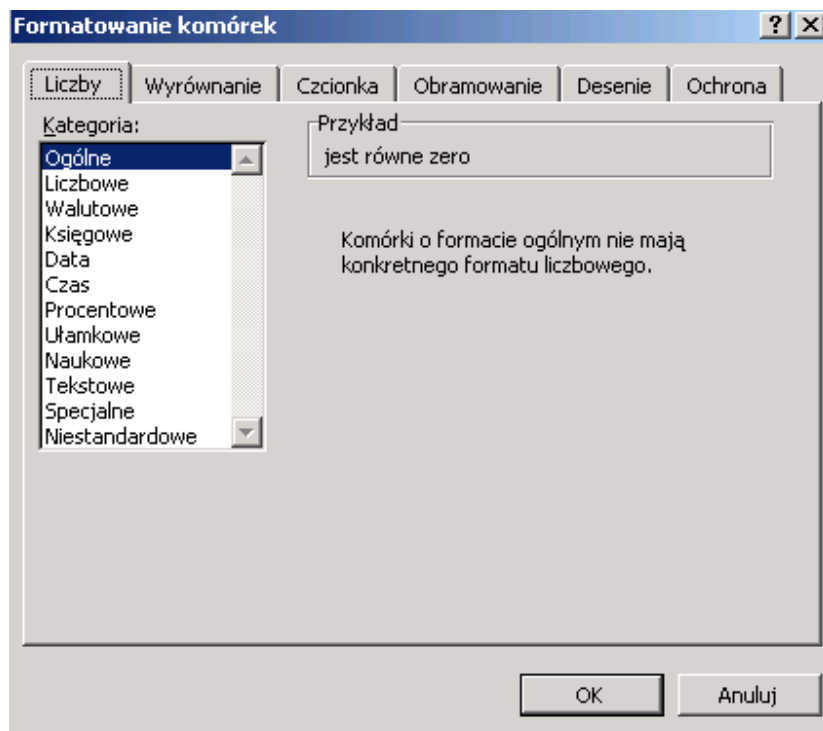 Formatowanie komórek
Liczby Wyrównanie Czcionka Obramowanie Desenie Ochrona
Kategoria:
Ogólne
Liczbowe
Walutowe
Księgowe
Data
Czas
Procentowe
Ułamkowe
Naukowe
Tekstowe
Specjalne
Niestandardowe
Przykład
jest równe zero
Komórki o formacie ogólnym nie mają
konkretnego formatu liczbowego.
OK Anuluj